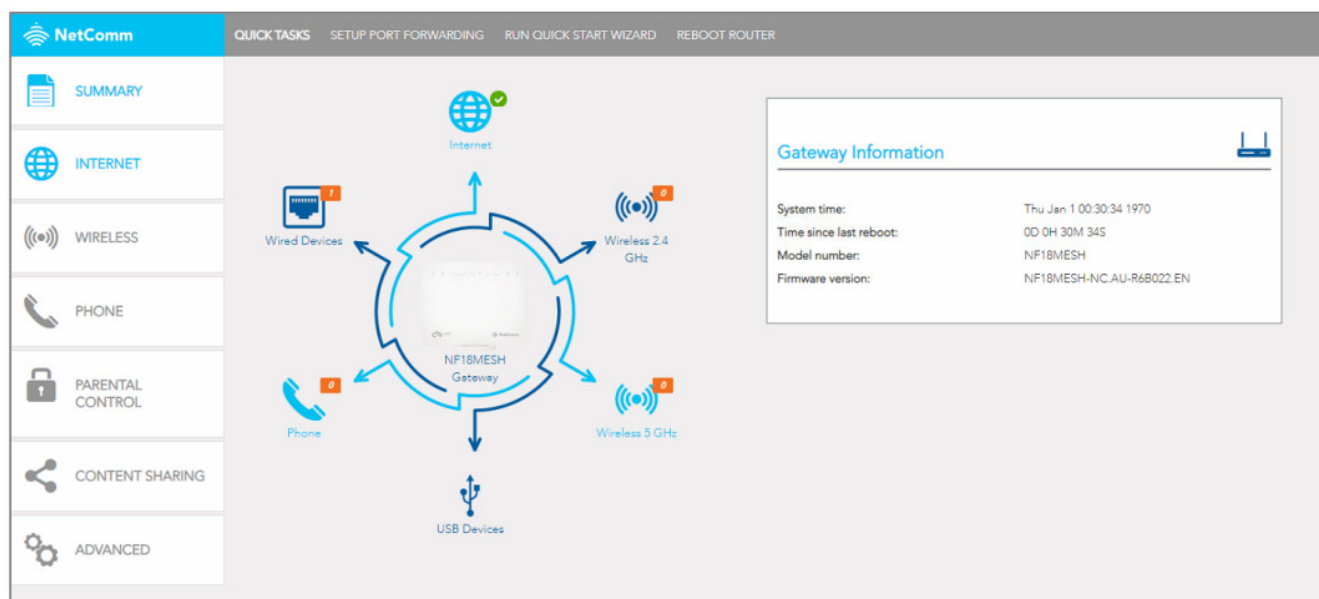 NetComm
QUICK TASKS SETUP PORT FORWARDING RUN QUICK START WIZARD REBOOT ROUTER
SUMMARY
INTERNET
WIRELESS
PHONE
PARENTAL
CONTROL
CONTENT SHARING
ADVANCED
Internet
1
Wired Devices
0
Wireless 2.4
GHz
NF18MESH
Gateway
0
Phone
0
Wireless 5 GHz
USB Devices
Gateway Information
System time: Thu Jan 1 00:30:34 1970
Time since last reboot: 0D 0H 30M 34S
Model number: NF18MESH
Firmware version: NF18MESH-NC.AU-R6B022.EN